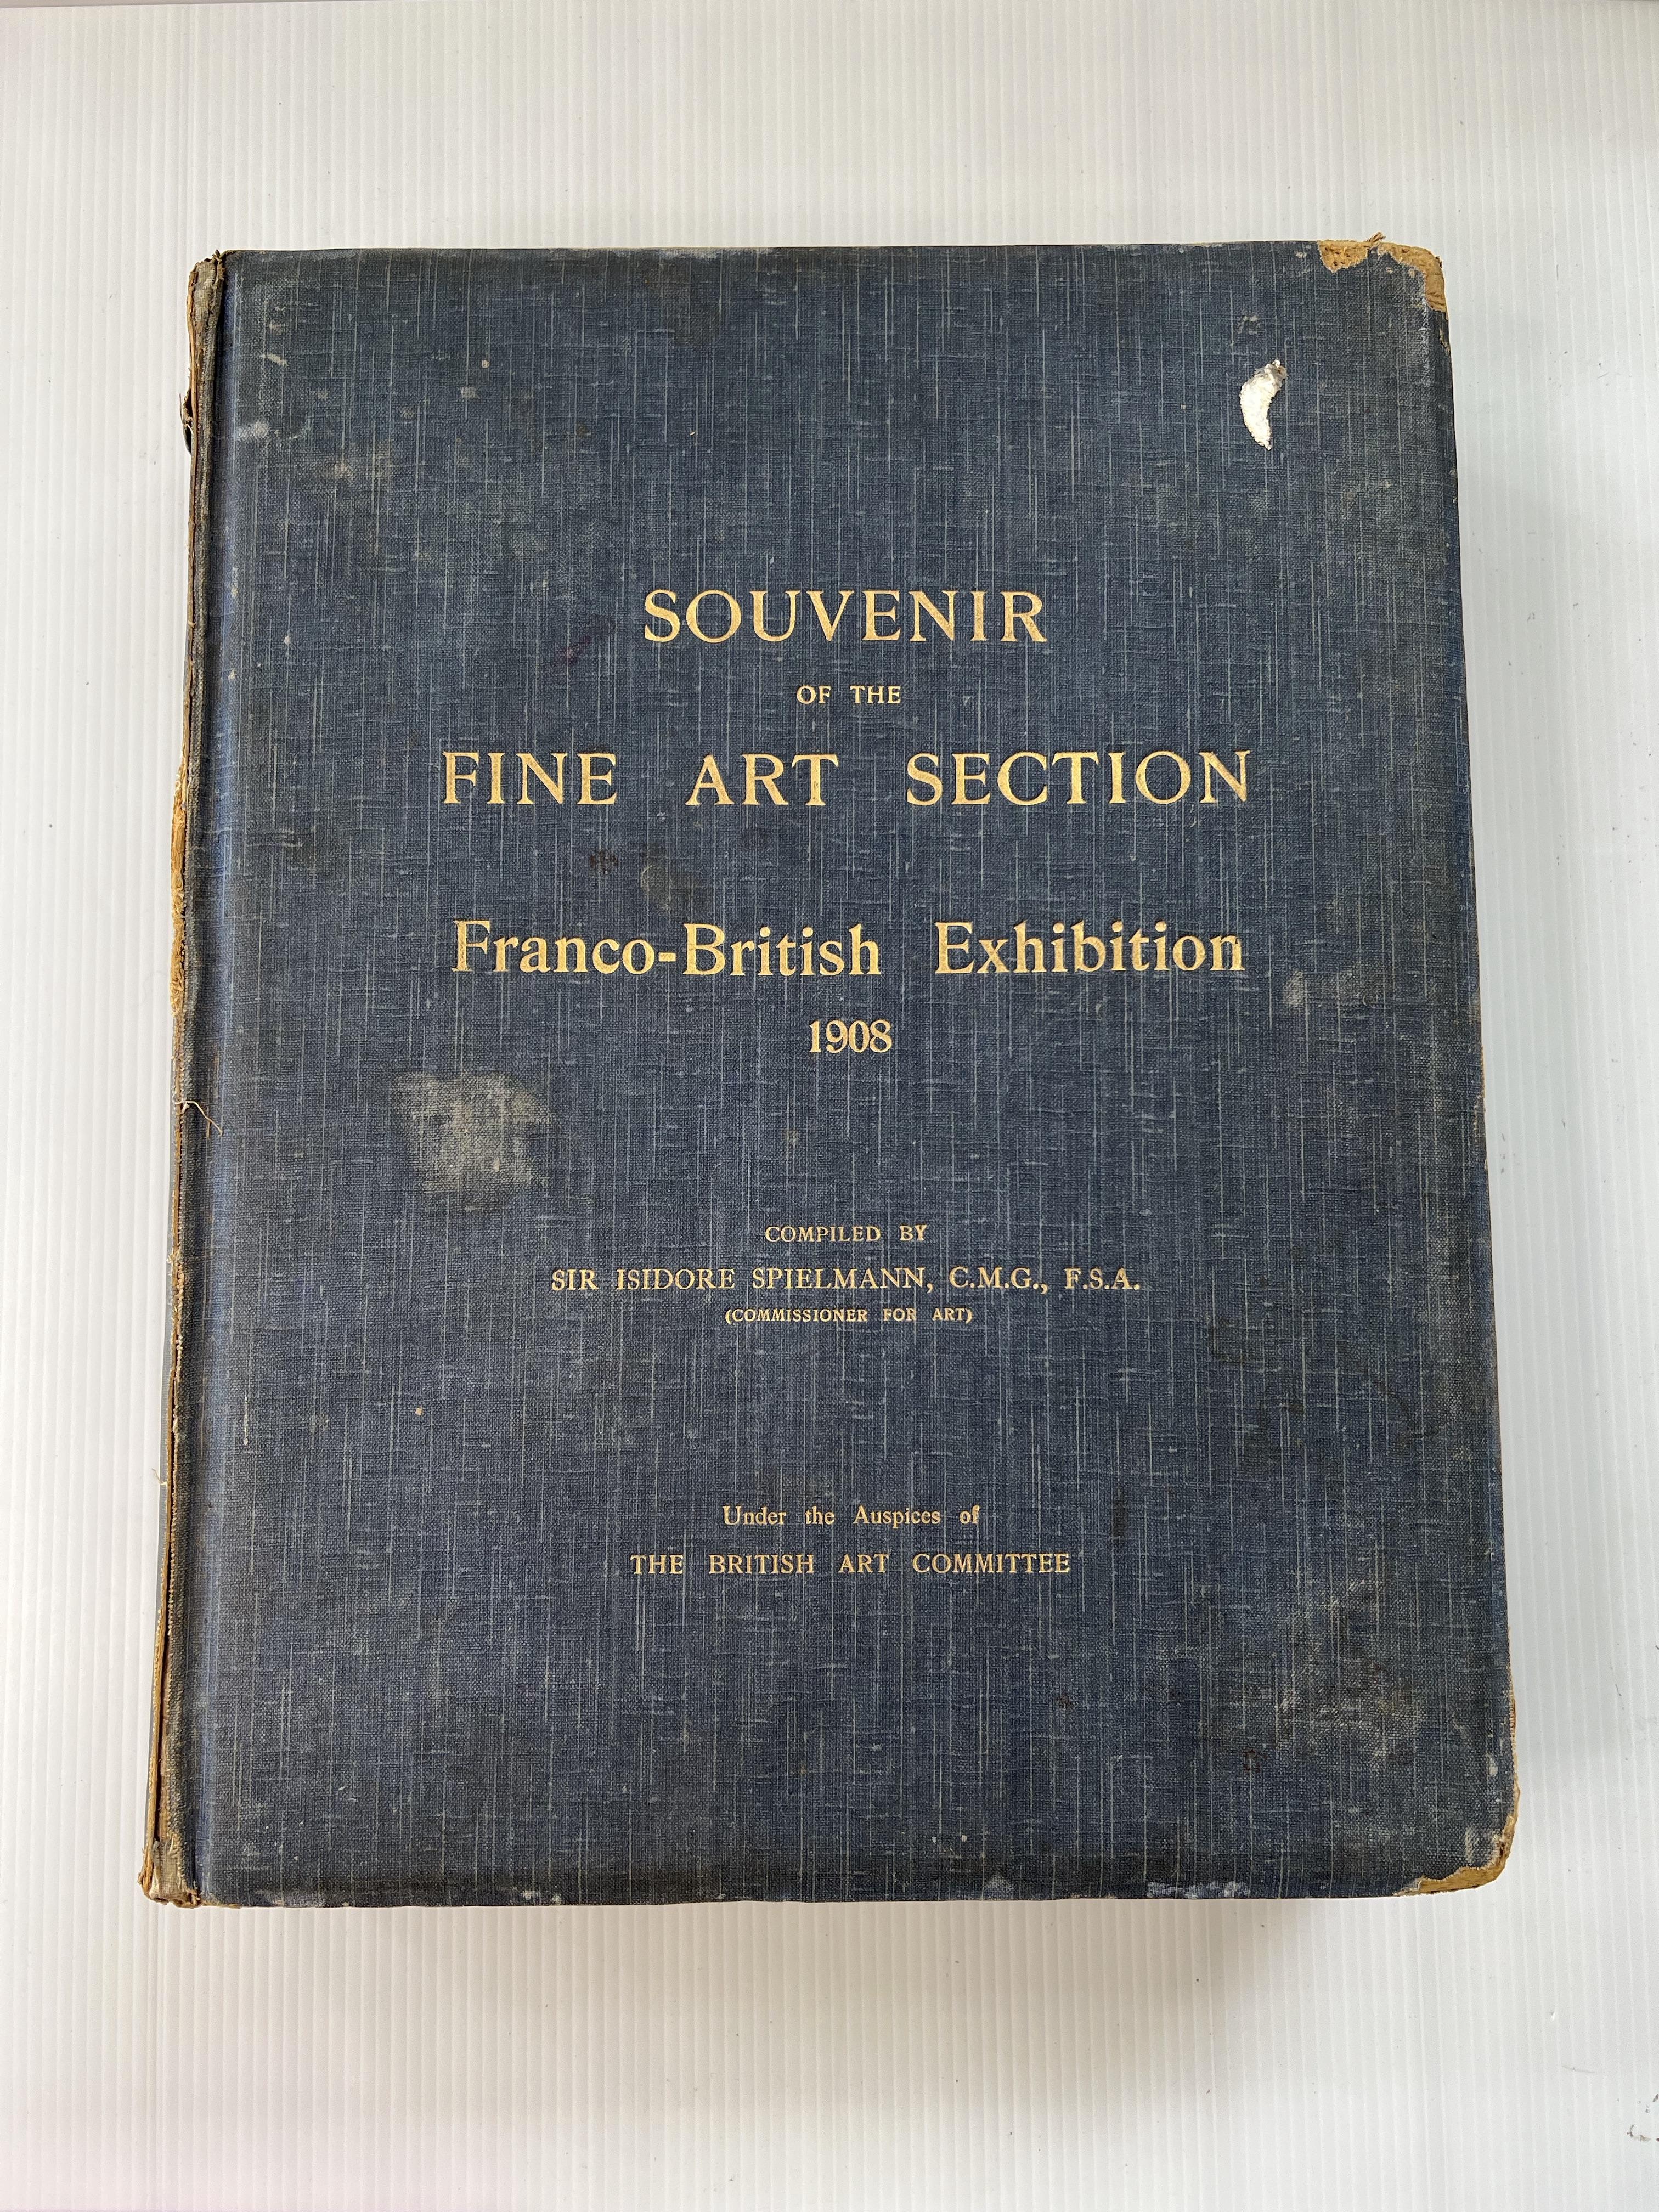 SOUVENIR
OF THE
FINE ART SECTION
Franco-British Exhibition
1908
COMPILED BY
SIR ISIDORE SPIELMANN, C.M.G., F.S.A.
(COMMISSIONER FOR ART)
Under the Auspices of
THE BRITISH ART COMMITTEE